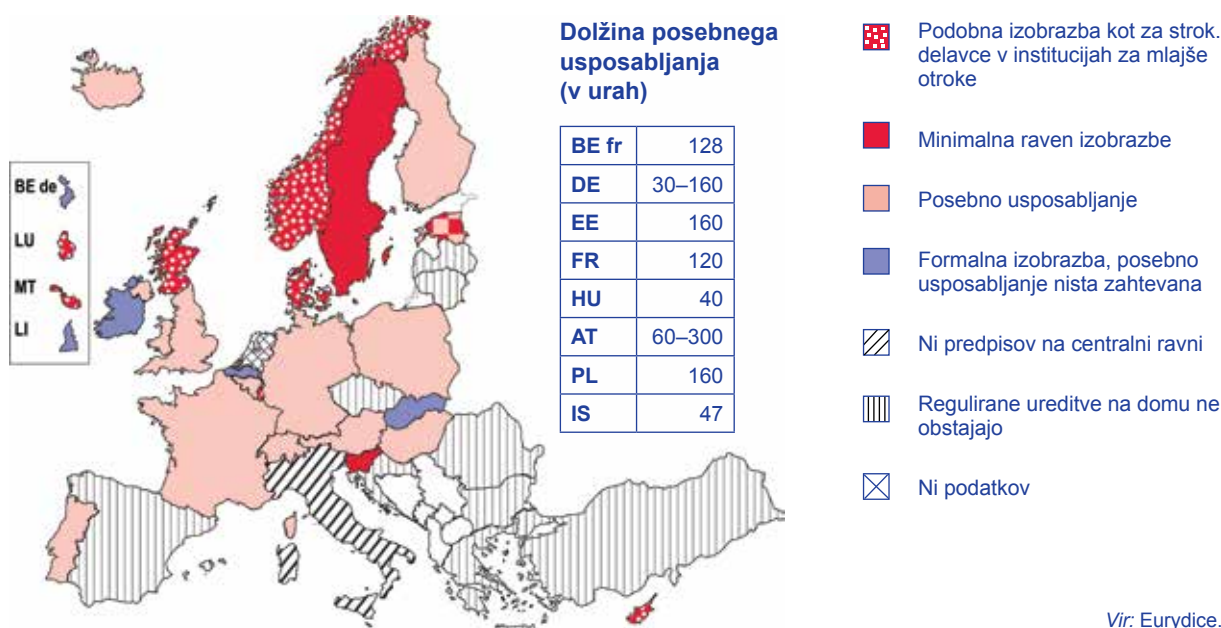 BE de
LU
MT
LI
Dolžina posebnega
usposabljanja
(v urah)
BE fr 128
DE 30–160
EE 160
FR 120
HU 40
AT 60–300
PL 160
IS 47
Podobna izobrazba kot za strok.
delavce v institucijah za mlajše
otroke
Minimalna raven izobrazbe
Posebno usposabljanje
Formalna izobrazba, posebno
usposabljanje nista zahtevana
Ni predpisov na centralni ravni
Regulirane ureditve na domu ne
obstajajo
Ni podatkov
Vir: Eurydice.